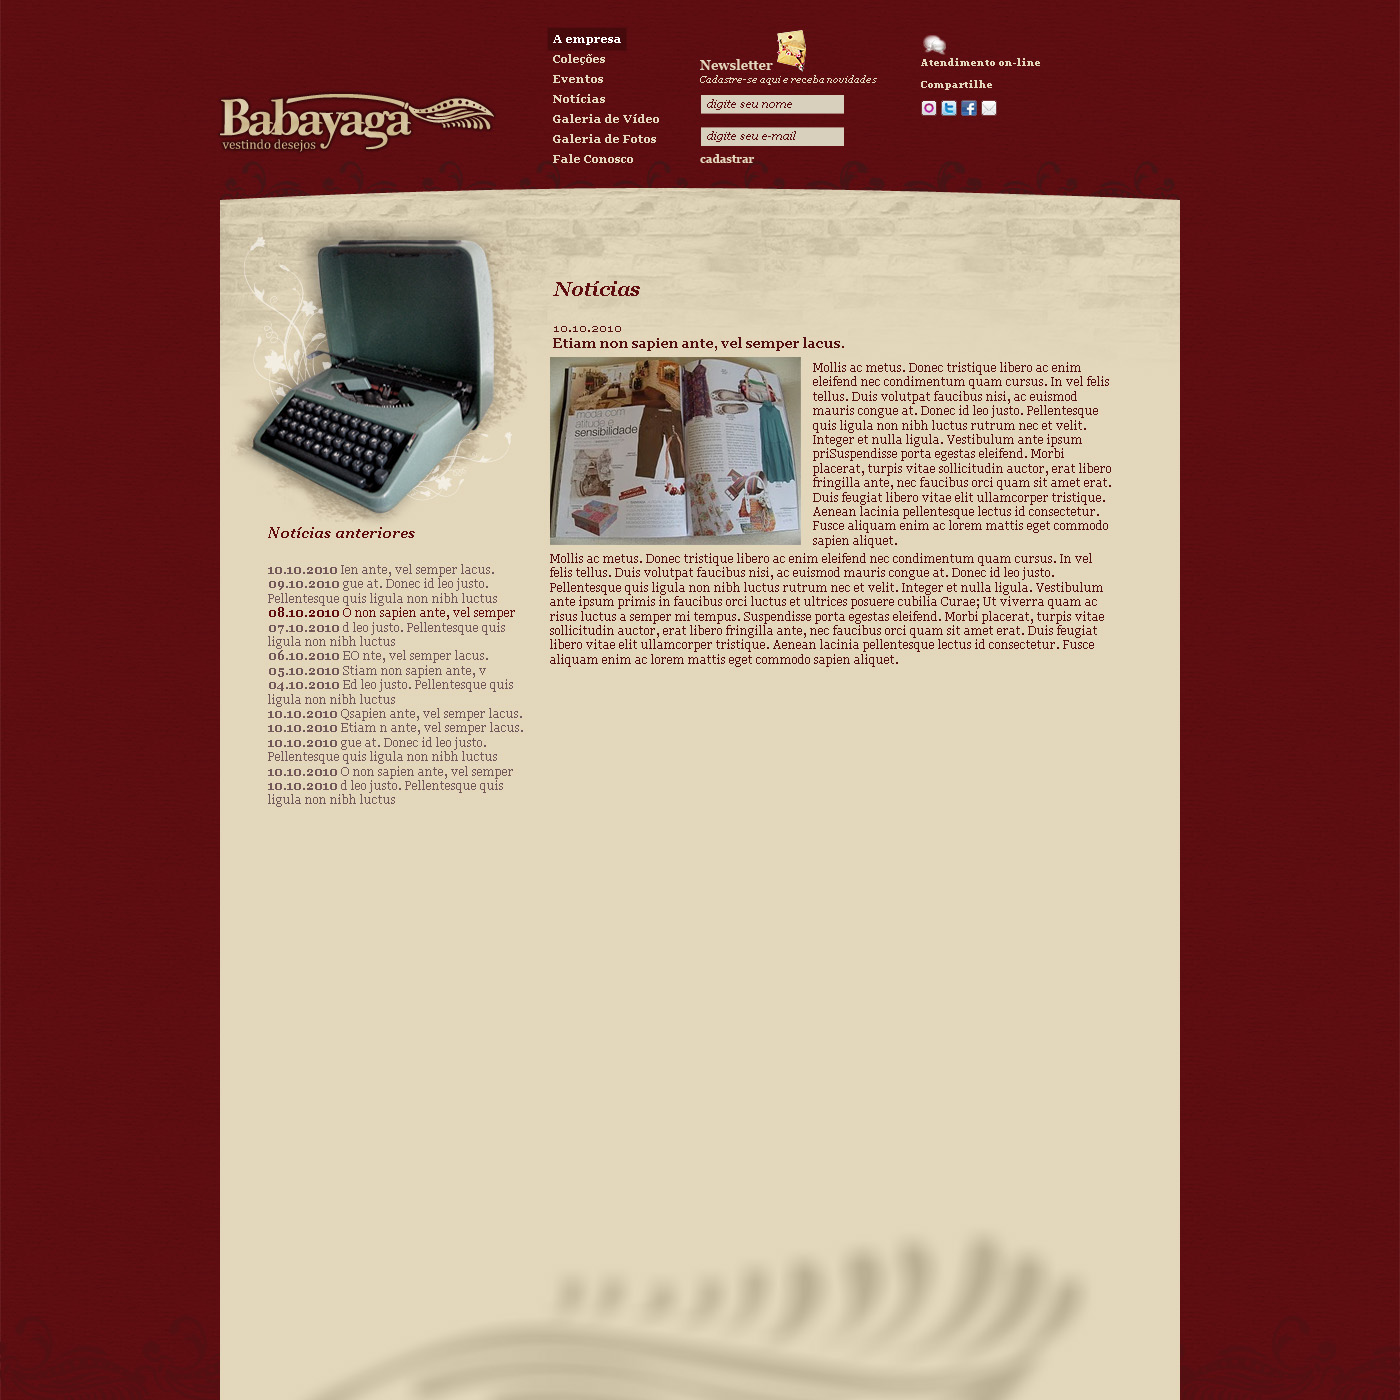 A empresa
Coleções
Eventos
Notícias
Galeria de Vídeo
Galeria de Fotos
Fale Conosco
Newsletter
Cadastre-se aqui e receba novidades
digite seu nome
digite seu e-mail
cadastrar
Atendimento on-line
Compartilhe
Babayaga
vestindo desejos
Notícias
10.10.2010
Etiam non sapien ante, vel semper lacus.
moda com
atitude e
sensibilidade
Mollis ac metus. Donec tristique libero ac enim
eleifend nec condimentum quam cursus. In vel felis
tellus. Duis volutpat faucibus nisi, ac euismod
mauris congue at. Donec id leo justo. Pellentesque
quis ligula non nibh luctus rutrum nec et velit.
Integer et nulla ligula. Vestibulum ante ipsum
priSuspendisse porta egestas eleifend. Morbi
placerat, turpis vitae sollicitudin auctor, erat libero
fringilla ante, nec faucibus orci quam sit amet erat.
Duis feugiat libero vitae elit ullamcorper tristique.
Aenean lacinia pellentesque lectus id consectetur.
Fusce aliquam enim ac lorem mattis eget commodo
sapien aliquet.
Mollis ac metus. Donec tristique libero ac enim eleifend nec condimentum quam cursus. In vel
felis tellus. Duis volutpat faucibus nisi, ac euismod mauris congue at. Donec id leo justo.
Pellentesque quis ligula non nibh luctus rutrum nec et velit. Integer et nulla ligula. Vestibulum
ante ipsum primis in faucibus orci luctus et ultrices posuere cubilia Curae; Ut viverra quam ac
risus luctus a semper mi tempus. Suspendisse porta egestas eleifend. Morbi placerat, turpis vitae
sollicitudin auctor, erat libero fringilla ante, nec faucibus orci quam sit amet erat. Duis feugiat
libero vitae elit ullamcorper tristique. Aenean lacinia pellentesque lectus id consectetur. Fusce
aliquam enim ac lorem mattis eget commodo sapien aliquet.
Notícias anteriores
10.10.2010 Ien ante, vel semper lacus.
09.10.2010 gue at. Donec id leo justo.
Pellentesque quis ligula non nibh luctus
08.10.2010 O non sapien ante, vel semper
07.10.2010 d leo justo. Pellentesque quis
ligula non nibh luctus
06.10.2010 EO nte, vel semper lacus.
05.10.2010 Stiam non sapien ante, v
04.10.2010 Ed leo justo. Pellentesque quis
ligula non nibh luctus
10.10.2010 Qsapien ante, vel semper lacus.
10.10.2010 Etiam n ante, vel semper lacus.
10.10.2010 gue at. Donec id leo justo.
Pellentesque quis ligula non nibh luctus
10.10.2010 O non sapien ante, vel semper
10.10.2010 d leo justo. Pellentesque quis
ligula non nibh luctus